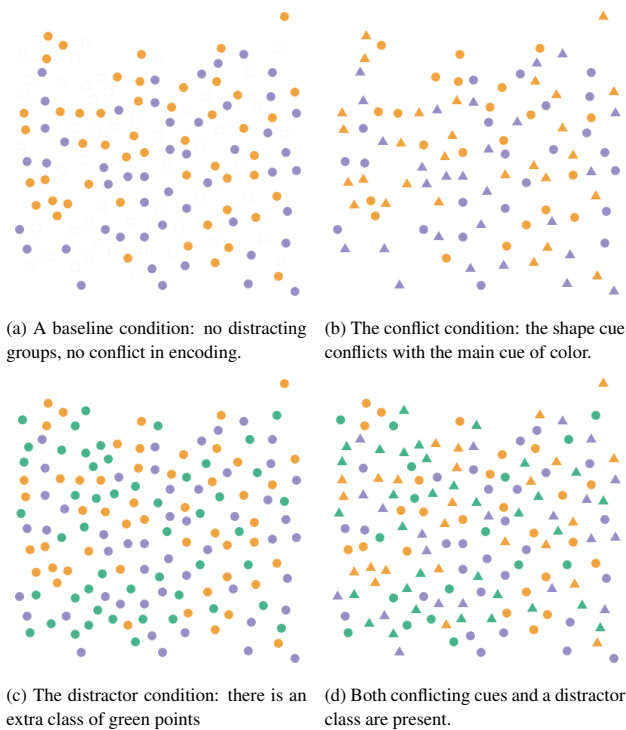 (a) A baseline condition: no distracting
groups, no conflict in encoding.
(b) The conflict condition: the shape cue
conflicts with the main cue of color.
(c) The distractor condition: there is an
extra class of green points
(d) Both conflicting cues and a distractor
class are present.